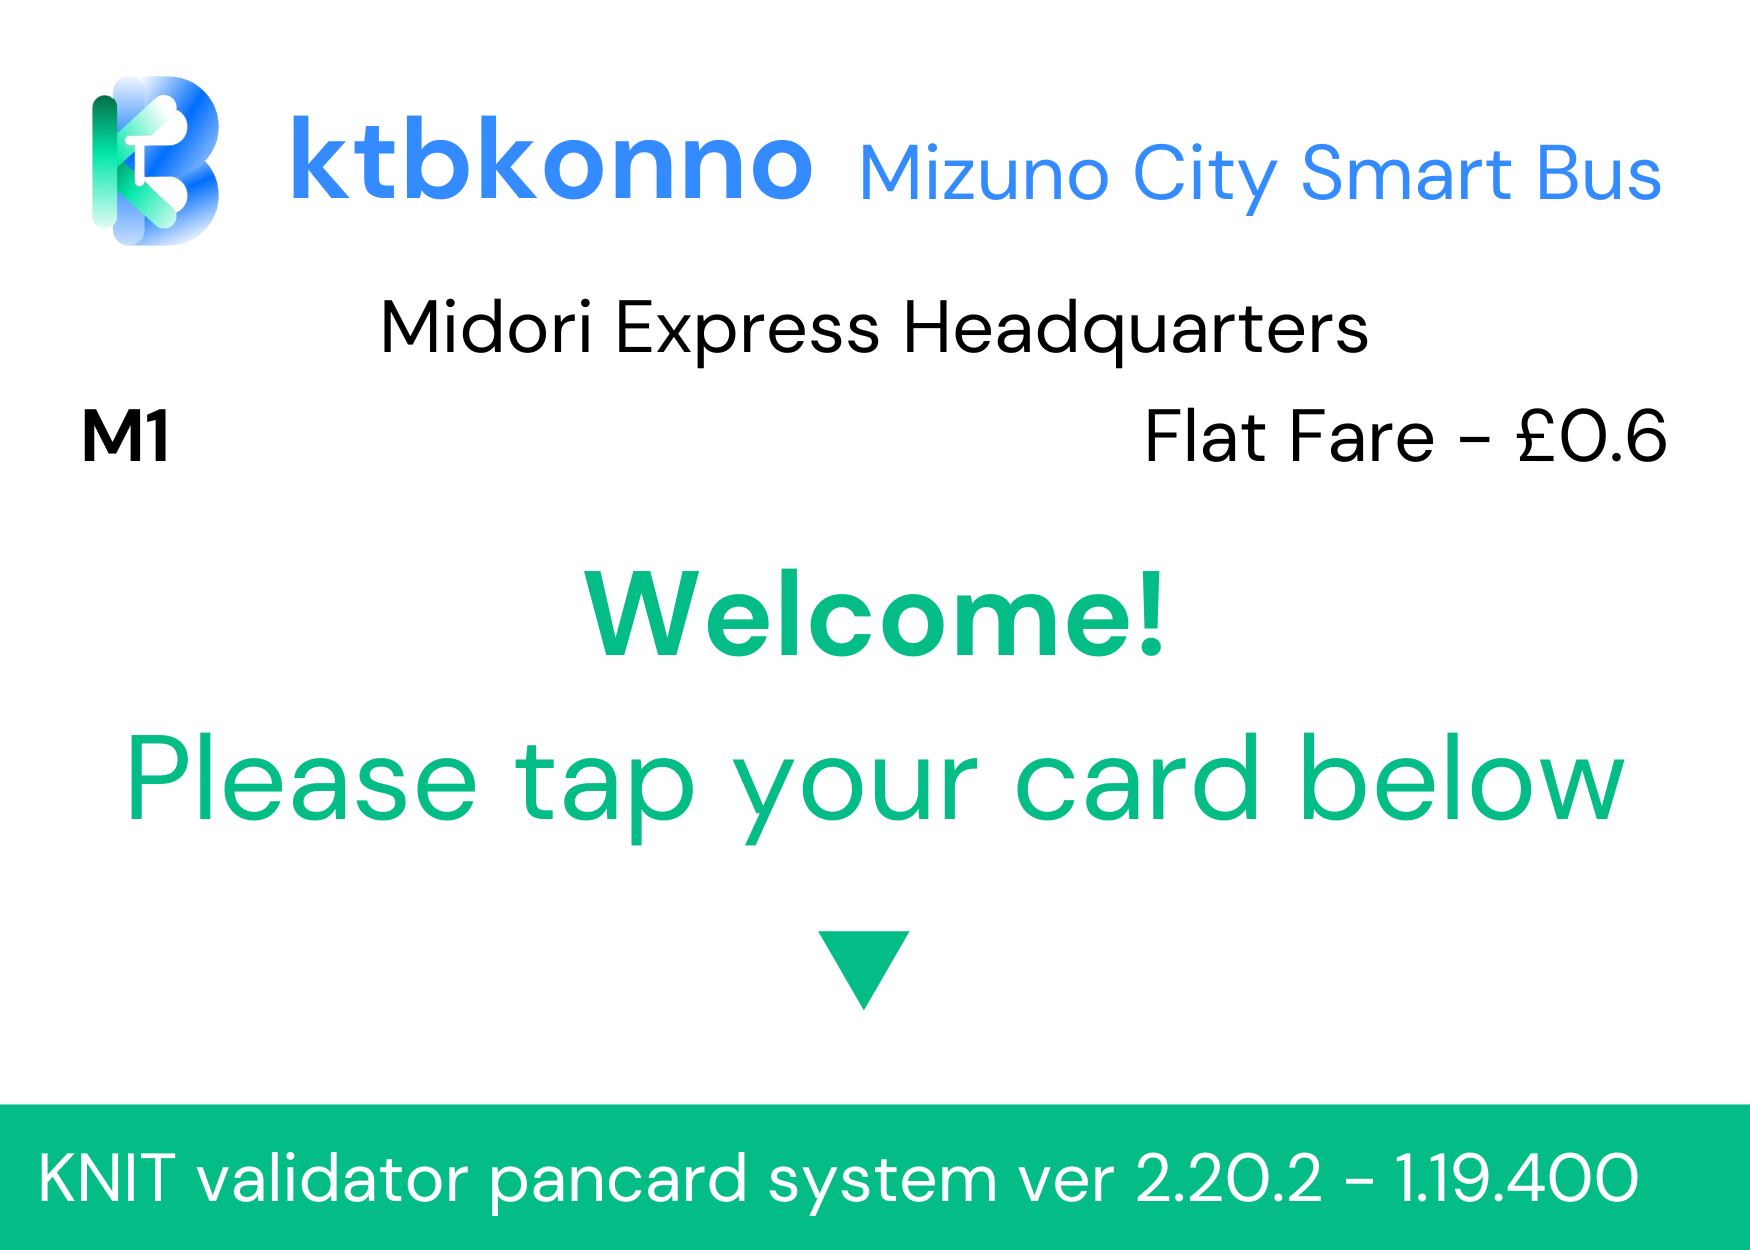 ktbkonno Mizuno City Smart Bus
Midori Express Headquarters
M1 Flat Fare - £0.6
Welcome!
Please tap your card below
KNIT validator pancard system ver 2.20.2 - 1.19.400